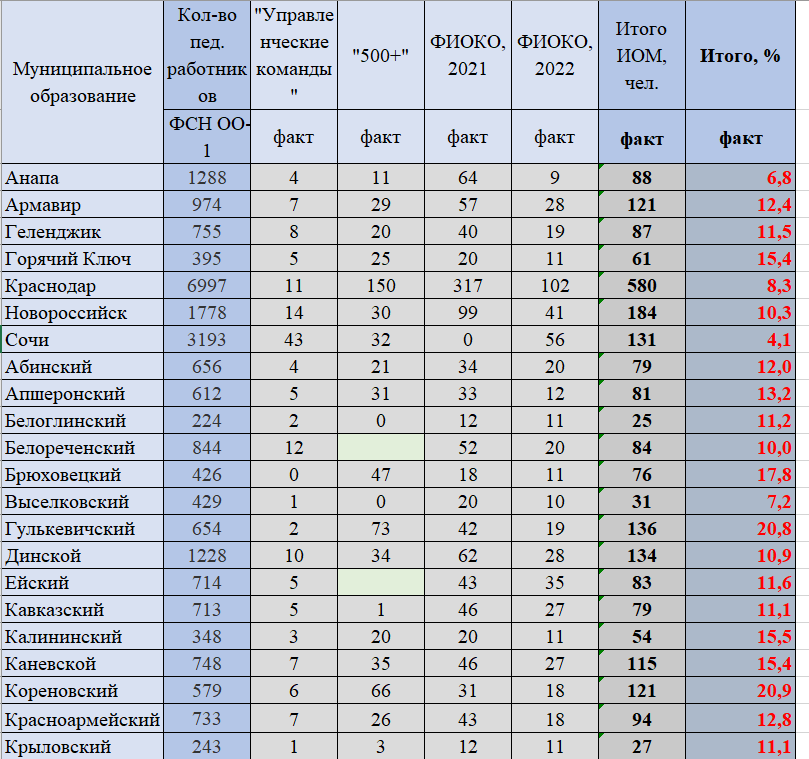 Муниципальное образование | Кол-во пед. работников | "Управленческие команды" | "500+" | ФИОКО, 2021 | ФИОКО, 2022 | Итого ИОМ, чел. | Итого, %
ФСН ОО-1 | факт | факт | факт | факт | факт | факт
Анапа | 1288 | 4 | 11 | 64 | 9 | 88 | 6,8
Армавир | 974 | 7 | 29 | 57 | 28 | 121 | 12,4
Геленджик | 755 | 8 | 20 | 40 | 19 | 87 | 11,5
Горячий Ключ | 395 | 5 | 25 | 20 | 11 | 61 | 15,4
Краснодар | 6997 | 11 | 150 | 317 | 102 | 580 | 8,3
Новороссийск | 1778 | 14 | 30 | 99 | 41 | 184 | 10,3
Сочи | 3193 | 43 | 32 | 0 | 56 | 131 | 4,1
Абинский | 656 | 4 | 21 | 34 | 20 | 79 | 12,0
Апшеронский | 612 | 5 | 31 | 33 | 12 | 81 | 13,2
Белоглинский | 224 | 2 | 0 | 12 | 11 | 25 | 11,2
Белореченский | 844 | 12 | | 52 | 20 | 84 | 10,0
Брюховецкий | 426 | 0 | 47 | 18 | 11 | 76 | 17,8
Выселковский | 429 | 1 | 0 | 20 | 10 | 31 | 7,2
Гулькевичский | 654 | 2 | 73 | 42 | 19 | 136 | 20,8
Динской | 1228 | 10 | 34 | 62 | 28 | 134 | 10,9
Ейский | 714 | 5 | | 43 | 35 | 83 | 11,6
Кавказский | 713 | 5 | 1 | 46 | 27 | 79 | 11,1
Калининский | 348 | 3 | 20 | 20 | 11 | 54 | 15,5
Каневской | 748 | 7 | 35 | 46 | 27 | 115 | 15,4
Кореновский | 579 | 6 | 66 | 31 | 18 | 121 | 20,9
Красноармейский | 733 | 7 | 26 | 43 | 18 | 94 | 12,8
Крыловский | 243 | 1 | 3 | 12 | 11 | 27 | 11,1